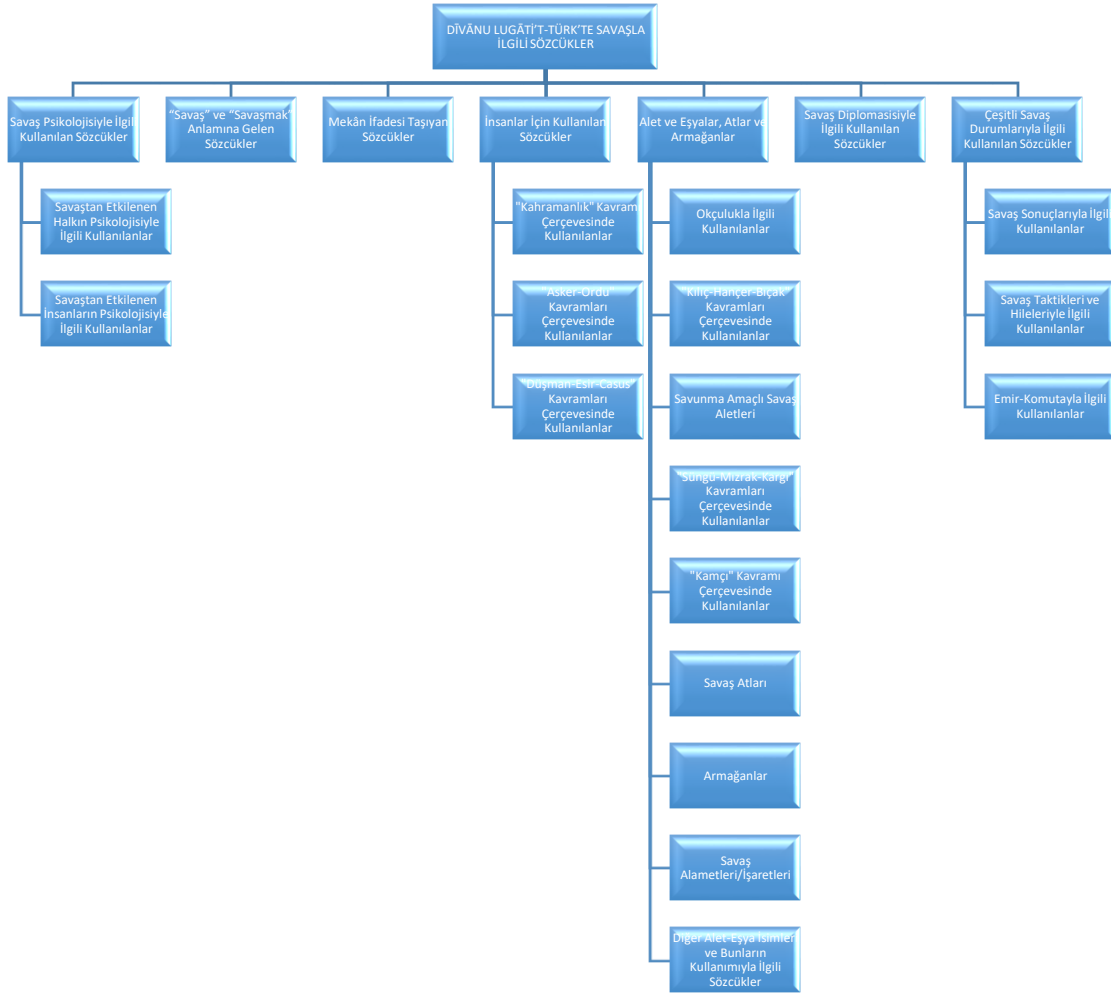 DĪVĀNU LUGĀTİ'T-TÜRK'TE SAVAŞLA
İLGİLİ SÖZCÜKLER
Savaş Psikolojisiyle İlgili
Kullanılan Sözcükler
"Savaş" ve "Savaşmak"
Anlamına Gelen
Sözcükler
Mekân İfadesi Taşıyan
Sözcükler
İnsanlar İçin Kullanılan
Sözcükler
Alet ve Eşyalar, Atlar ve
Armağanlar
Savaş Diplomasisiyle
İlgili Kullanılan
Sözcükler
Çeşitli Savaş
Durumlarıyla İlgili
Kullanılan Sözcükler
Savaştan Etkilenen
Halkın Psikolojisiyle
İlgili Kullanılanlar
Savaştan Etkilenen
İnsanların Psikolojisiyle
İlgili Kullanılanlar
"Kahramanlık" Kavramı
Çerçevesinde
Kullanılanlar
"Asker-Ordu"
Kavramları
Çerçevesinde
Kullanılanlar
"Düşman-Esir-Casus"
Kavramları
Çerçevesinde
Kullanılanlar
Okçulukla İlgili
Kullanılanlar
"Kılıç-Hançer-Bıçak"
Kavramları
Çerçevesinde
Kullanılanlar
Savunma Amaçlı Savaş
Aletleri
"Süngü-Mızrak-Kargı"
Kavramları
Çerçevesinde
Kullanılanlar
"Kamçı" Kavramı
Çerçevesinde
Kullanılanlar
Savaş Atları
Armağanlar
Savaş
Alametleri/İşaretleri
Diğer Alet-Eşya İsimleri
ve Bunların
Kullanımıyla İlgili
Sözcükler
Savaş Sonuçlarıyla İlgili
Kullanılanlar
Savaş Taktikleri ve
Hileleriyle İlgili
Kullanılanlar
Emir-Komutayla İlgili
Kullanılanlar